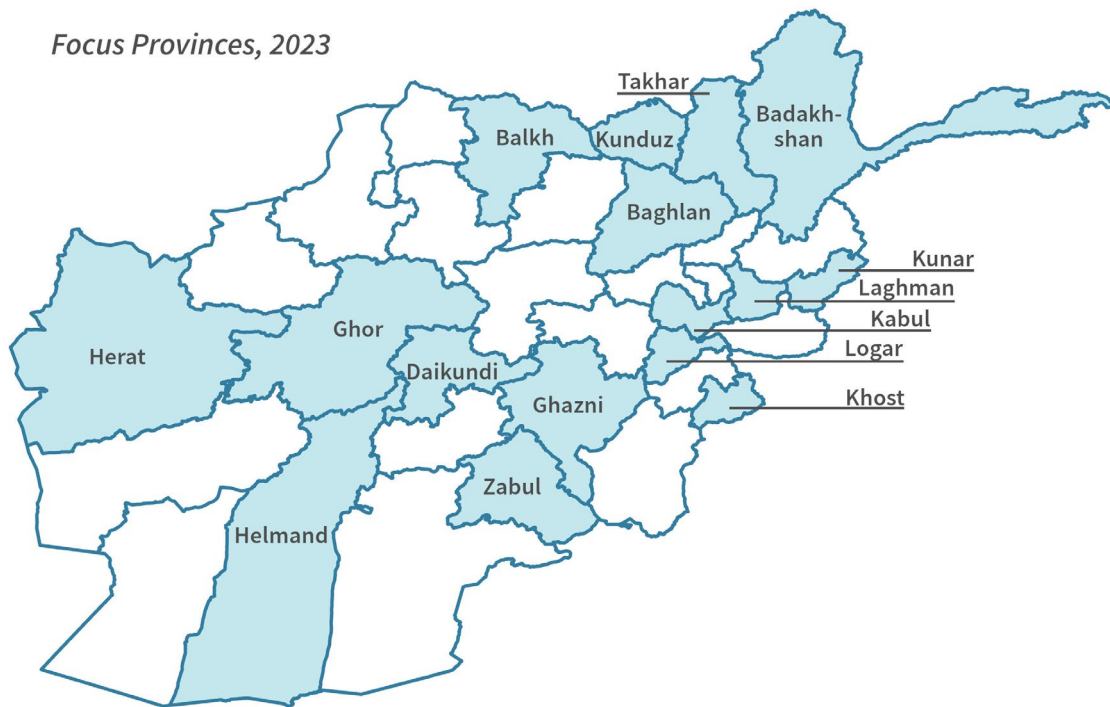 Focus Provinces, 2023
Takhar
Badakh-
shan
Balkh
Kunduz
Baghlan
Kunar
Laghman
Kabul
Logar
Khost
Herat
Ghor
Daikundi
Ghazni
Zabul
Helmand